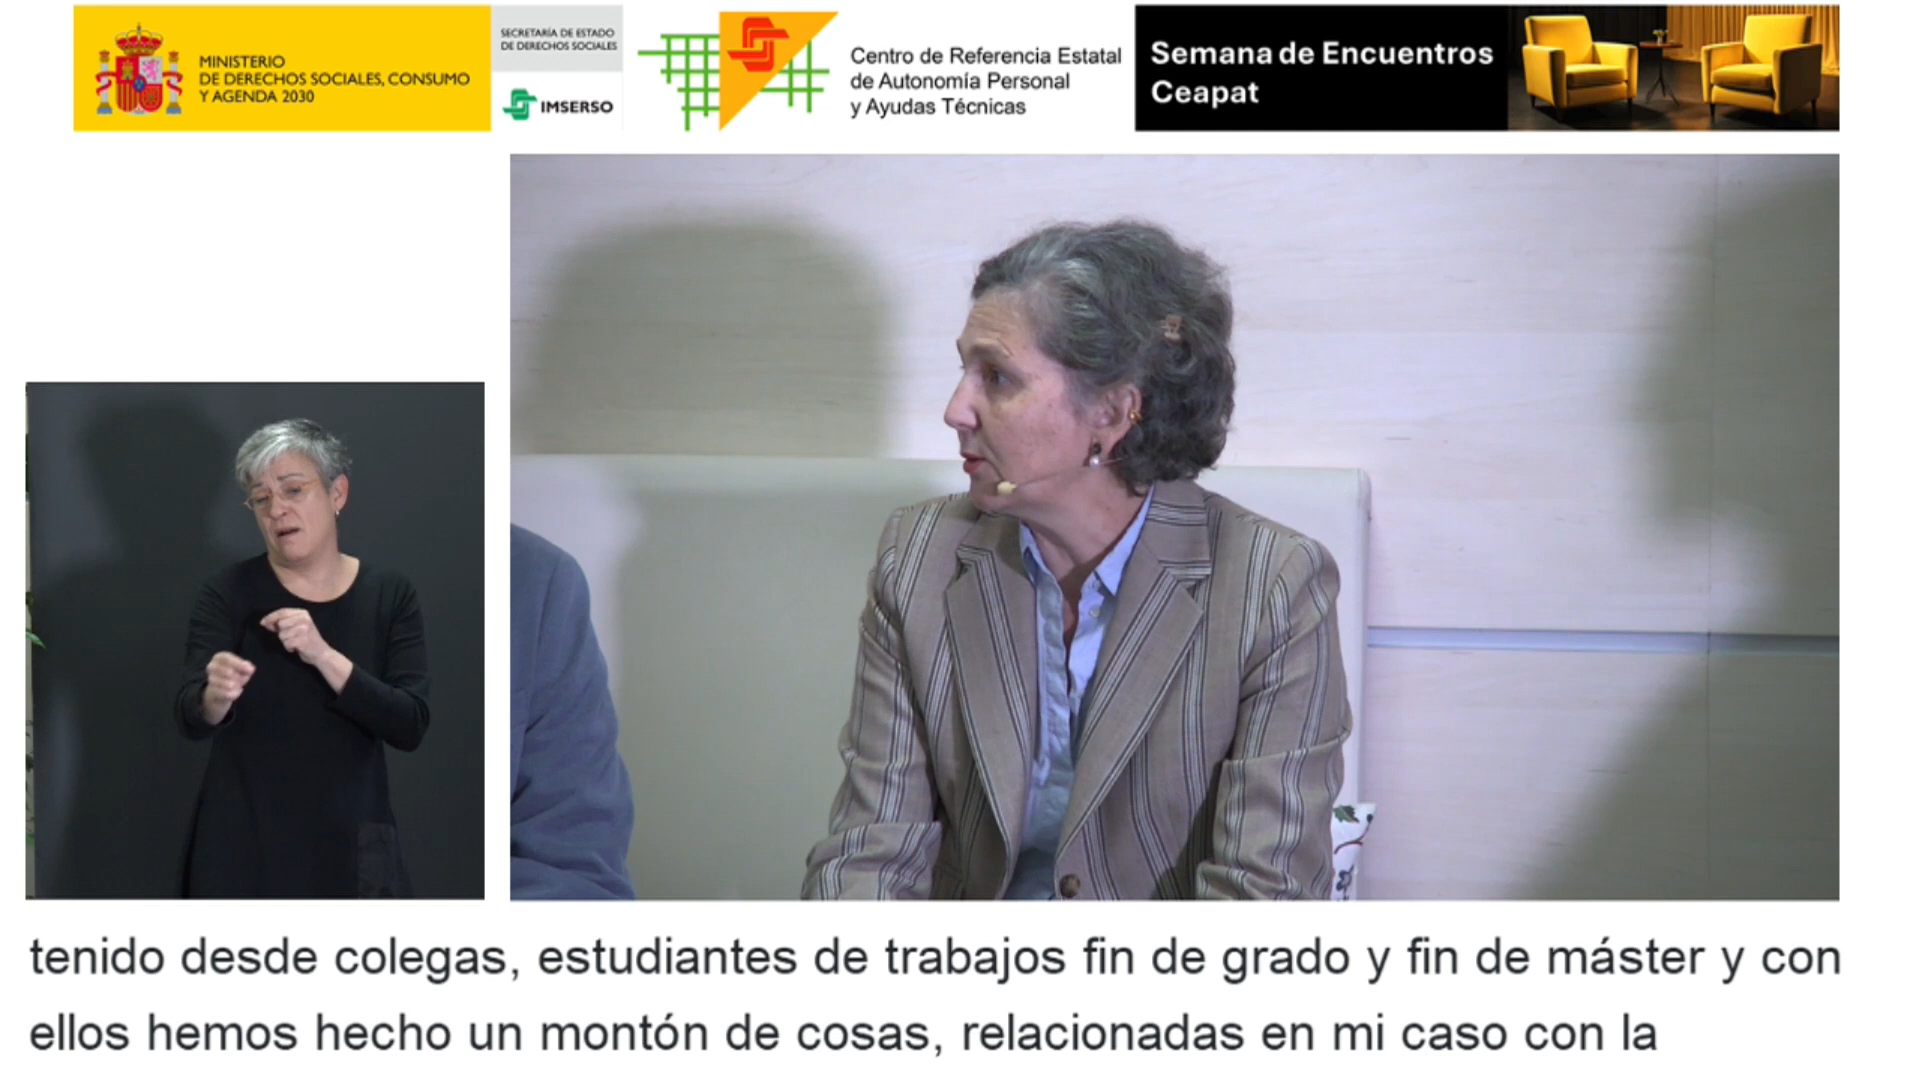 MINISTERIO
DE DERECHOS SOCIALES, CONSUMO
Y AGENDA 2030
SECRETARÍA DE ESTADO
DE DERECHOS SOCIALES
IMSERSO
Centro de Referencia Estatal
de Autonomía Personal
y Ayudas Técnicas
Semana de Encuentros
Ceapat
tenido desde colegas, estudiantes de trabajos fin de grado y fin de máster y con
ellos hemos hecho un montón de cosas, relacionadas en mi caso con la